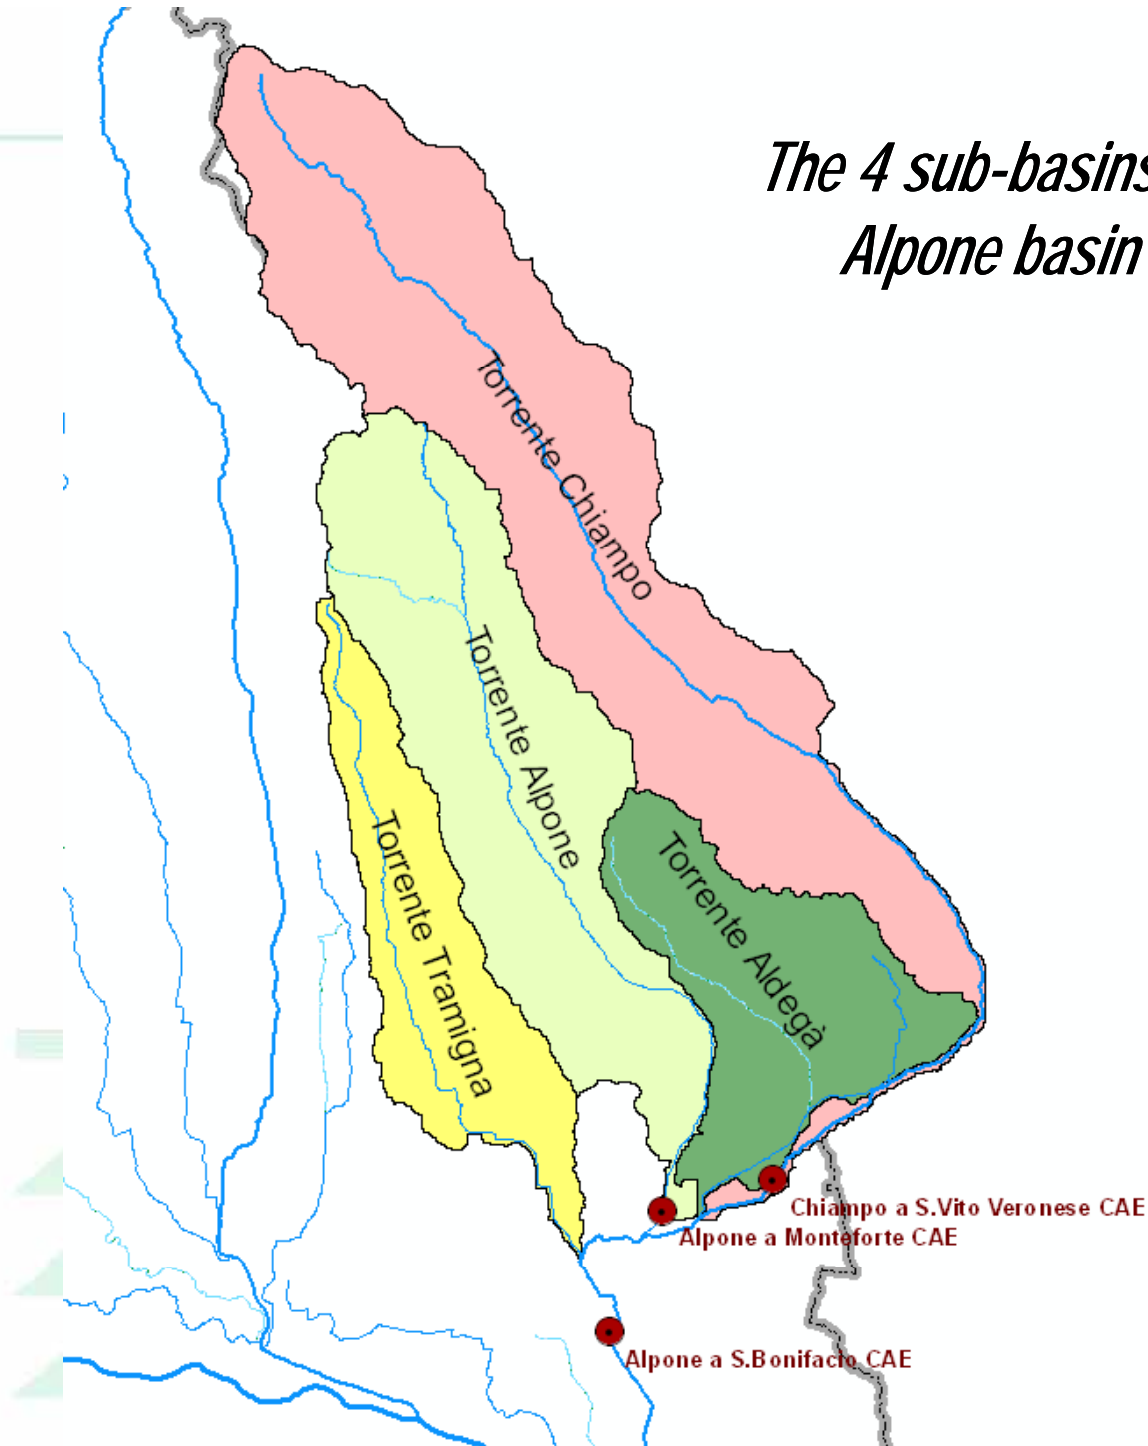 The 4 sub-basins
Alpone basin
Torrente Chiampo
Torrente Alpone
Torrente Tramigna
Torrente Aldegà
Chiampo a S.Vito Veronese CAE
Alpone a Monteforte CAE
Alpone a S.Bonifacio CAE